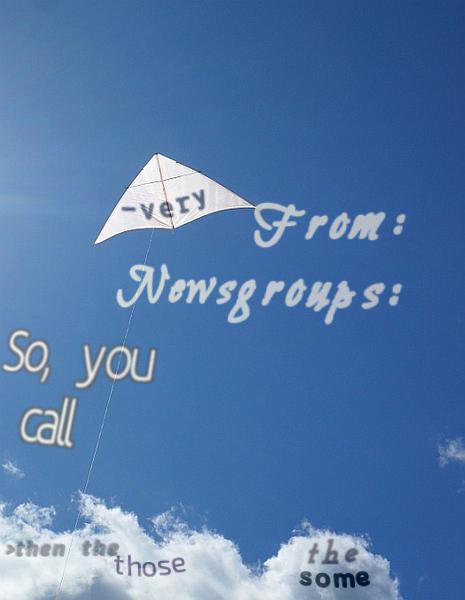 -very
From:
Newsgroups:
So, you
call
>then the
those
the
some